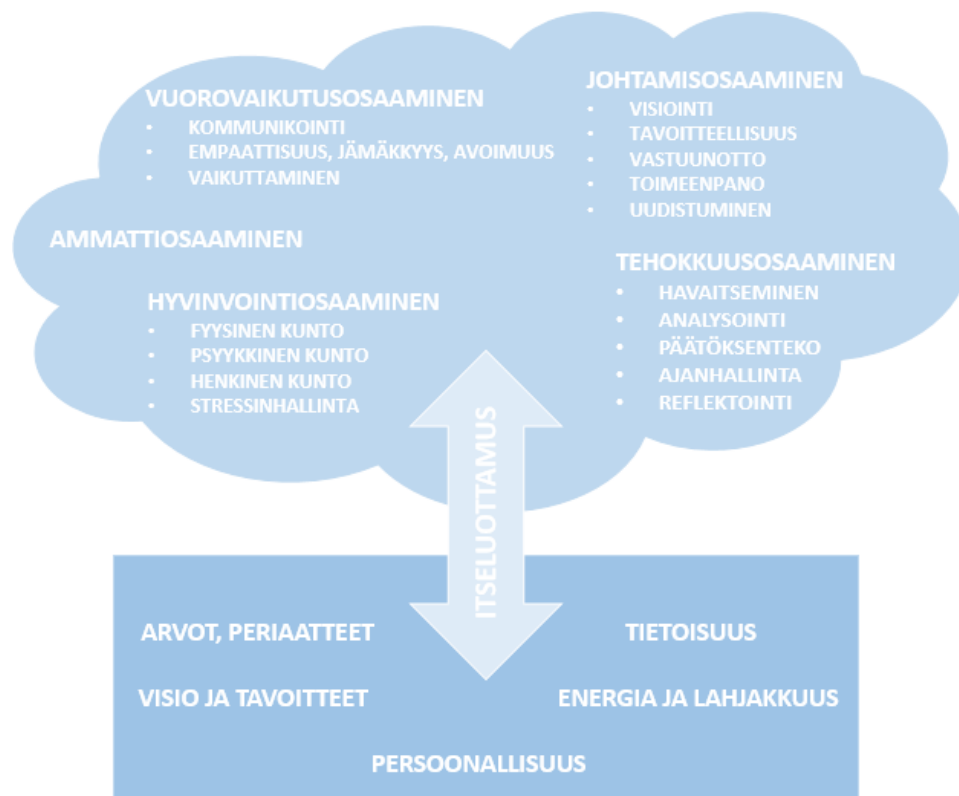 VUOROVAIKUTUSOSAAMINEN
• KOMMUNIKOINTI
• EMPAATTISUUS, JÄMÄKKYYS, AVOIMUUS
• VAIKUTTAMINEN
JOHTAMISOSAAMINEN
• VISIOINTI
• TAVOITTEELLISUUS
• VASTUUNOTTO
• TOIMEENPANO
• UUDISTUMINEN
AMMATTIOSAAMINEN
HYVINVOINTIOSAAMINEN
• FYYSINEN KUNTO
• PSYYKKINEN KUNTO
• HENKINEN KUNTO
• STRESSINHALLINTA
TEHOKKUUSOSAAMINEN
• HAVAITSEMINEN
• ANALYSOINTI
• PÄÄTÖKSENTEKO
• AJANHALLINTA
• REFLEKTOINTI
ITSELUOTTAMUS
ARVOT, PERIAATTEET
TIETOISUUS
VISIO JA TAVOITTEET
ENERGIA JA LAHJAKKUUS
PERSOONALLISUUS